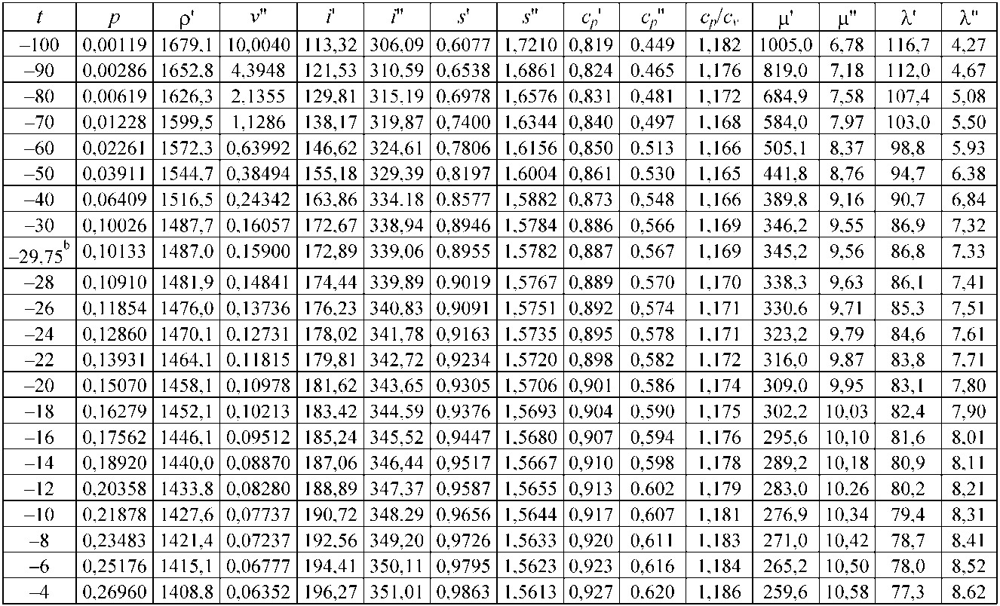 t p ρ' v'' i' i'' s' s'' cp' cp'' cp/cv μ' μ'' λ' λ''
–100 0,00119 1679,1 10,0040 113,32 306,09 0,6077 1,7210 0,819 0,449 1,182 1005,0 6,78 116,7 4,27
–90 0,00286 1652,8 4,3948 121,53 310,59 0,6538 1,6861 0,824 0,465 1,176 819,0 7,18 112,0 4,67
–80 0,00619 1626,3 2,1355 129,81 315,19 0,6978 1,6576 0,831 0,481 1,172 684,9 7,58 107,4 5,08
–70 0,01228 1599,5 1,1286 138,17 319,87 0,7400 1,6344 0,840 0,497 1,168 584,0 7,97 103,0 5,50
–60 0,02261 1572,3 0,63992 146,62 324,61 0,7806 1,6156 0,850 0,513 1,166 505,1 8,37 98,8 5,93
–50 0,03911 1544,7 0,38494 155,18 329,39 0,8197 1,6004 0,861 0,530 1,165 441,8 8,76 94,7 6,38
–40 0,06409 1516,5 0,24342 163,86 334,18 0,8577 1,5882 0,873 0,548 1,166 389,8 9,16 90,7 6,84
–30 0,10026 1487,7 0,16057 172,67 338,94 0,8946 1,5784 0,886 0,566 1,169 346,2 9,55 86,9 7,32
–29,75b 0,10133 1487,0 0,15900 172,89 339,06 0,8955 1,5782 0,887 0,567 1,169 345,2 9,56 86,8 7,33
–28 0,10910 1481,9 0,14841 174,44 339,89 0,9019 1,5767 0,889 0,570 1,170 338,3 9,63 86,1 7,41
–26 0,11854 1476,0 0,13736 176,23 340,83 0,9091 1,5751 0,892 0,574 1,171 330,6 9,71 85,3 7,51
–24 0,12860 1470,1 0,12731 178,02 341,78 0,9163 1,5735 0,895 0,578 1,171 323,2 9,79 84,6 7,61
–22 0,13931 1464,1 0,11815 179,81 342,72 0,9234 1,5720 0,898 0,582 1,172 316,0 9,87 83,8 7,71
–20 0,15070 1458,1 0,10978 181,62 343,65 0,9305 1,5706 0,901 0,586 1,174 309,0 9,95 83,1 7,80
–18 0,16279 1452,1 0,10213 183,42 344,59 0,9376 1,5693 0,904 0,590 1,175 302,2 10,03 82,4 7,90
–16 0,17562 1446,1 0,09512 185,24 345,52 0,9447 1,5680 0,907 0,594 1,176 295,6 10,10 81,6 8,01
–14 0,18920 1440,0 0,08870 187,06 346,44 0,9517 1,5667 0,910 0,598 1,178 289,2 10,18 80,9 8,11
–12 0,20358 1433,8 0,08280 188,89 347,37 0,9587 1,5655 0,913 0,602 1,179 283,0 10,26 80,2 8,21
–10 0,21878 1427,6 0,07737 190,72 348,29 0,9656 1,5644 0,917 0,607 1,181 276,9 10,34 79,4 8,31
–8 0,23483 1421,4 0,07237 192,56 349,20 0,9726 1,5633 0,920 0,611 1,183 271,0 10,42 78,7 8,41
–6 0,25176 1415,1 0,06777 194,41 350,11 0,9795 1,5623 0,923 0,616 1,184 265,2 10,50 78,0 8,52
–4 0,26960 1408,8 0,06352 196,27 351,01 0,9863 1,5613 0,927 0,620 1,186 259,6 10,58 77,3 8,62